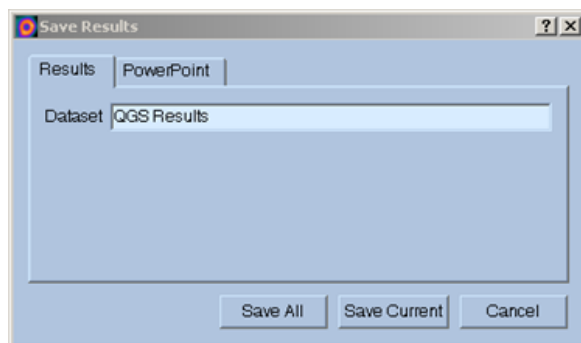 Save Results
Results PowerPoint
Dataset QGS Results
Save All Save Current Cancel